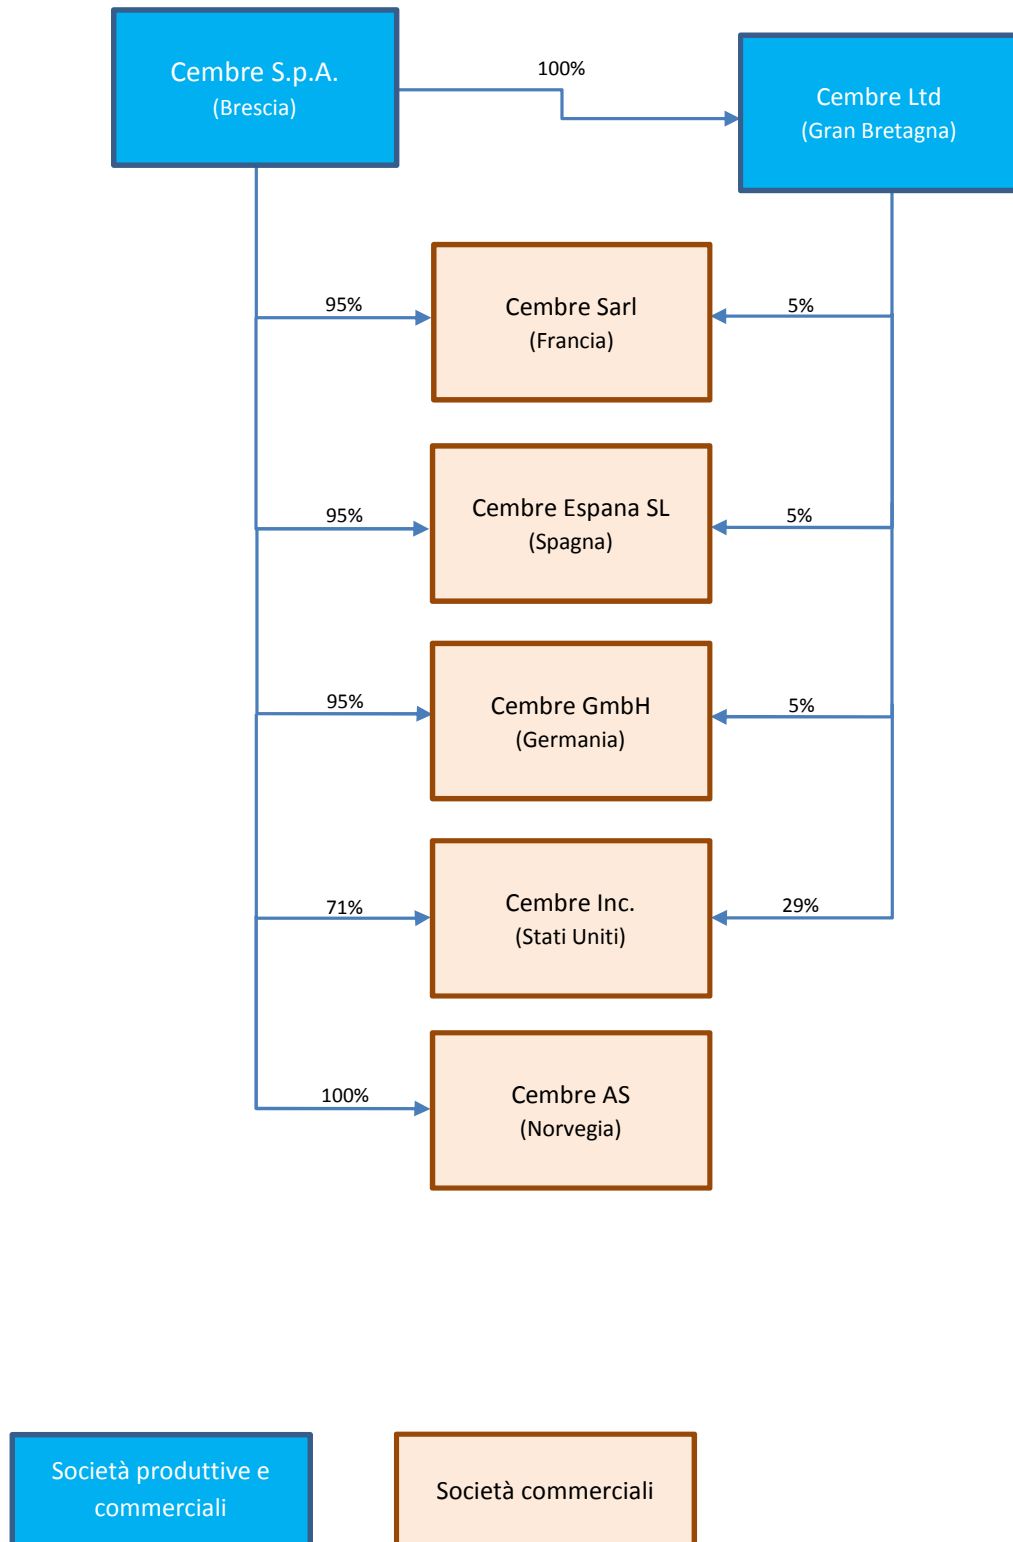 Cembre S.p.A.
(Brescia)
100%
Cembre Ltd
(Gran Bretagna)
95%
Cembre Sarl
(Francia)
5%
95%
Cembre Espana SL
(Spagna)
5%
95%
Cembre GmbH
(Germania)
5%
71%
Cembre Inc.
(Stati Uniti)
29%
100%
Cembre AS
(Norvegia)
Società produttive e
commerciali
Società commerciali